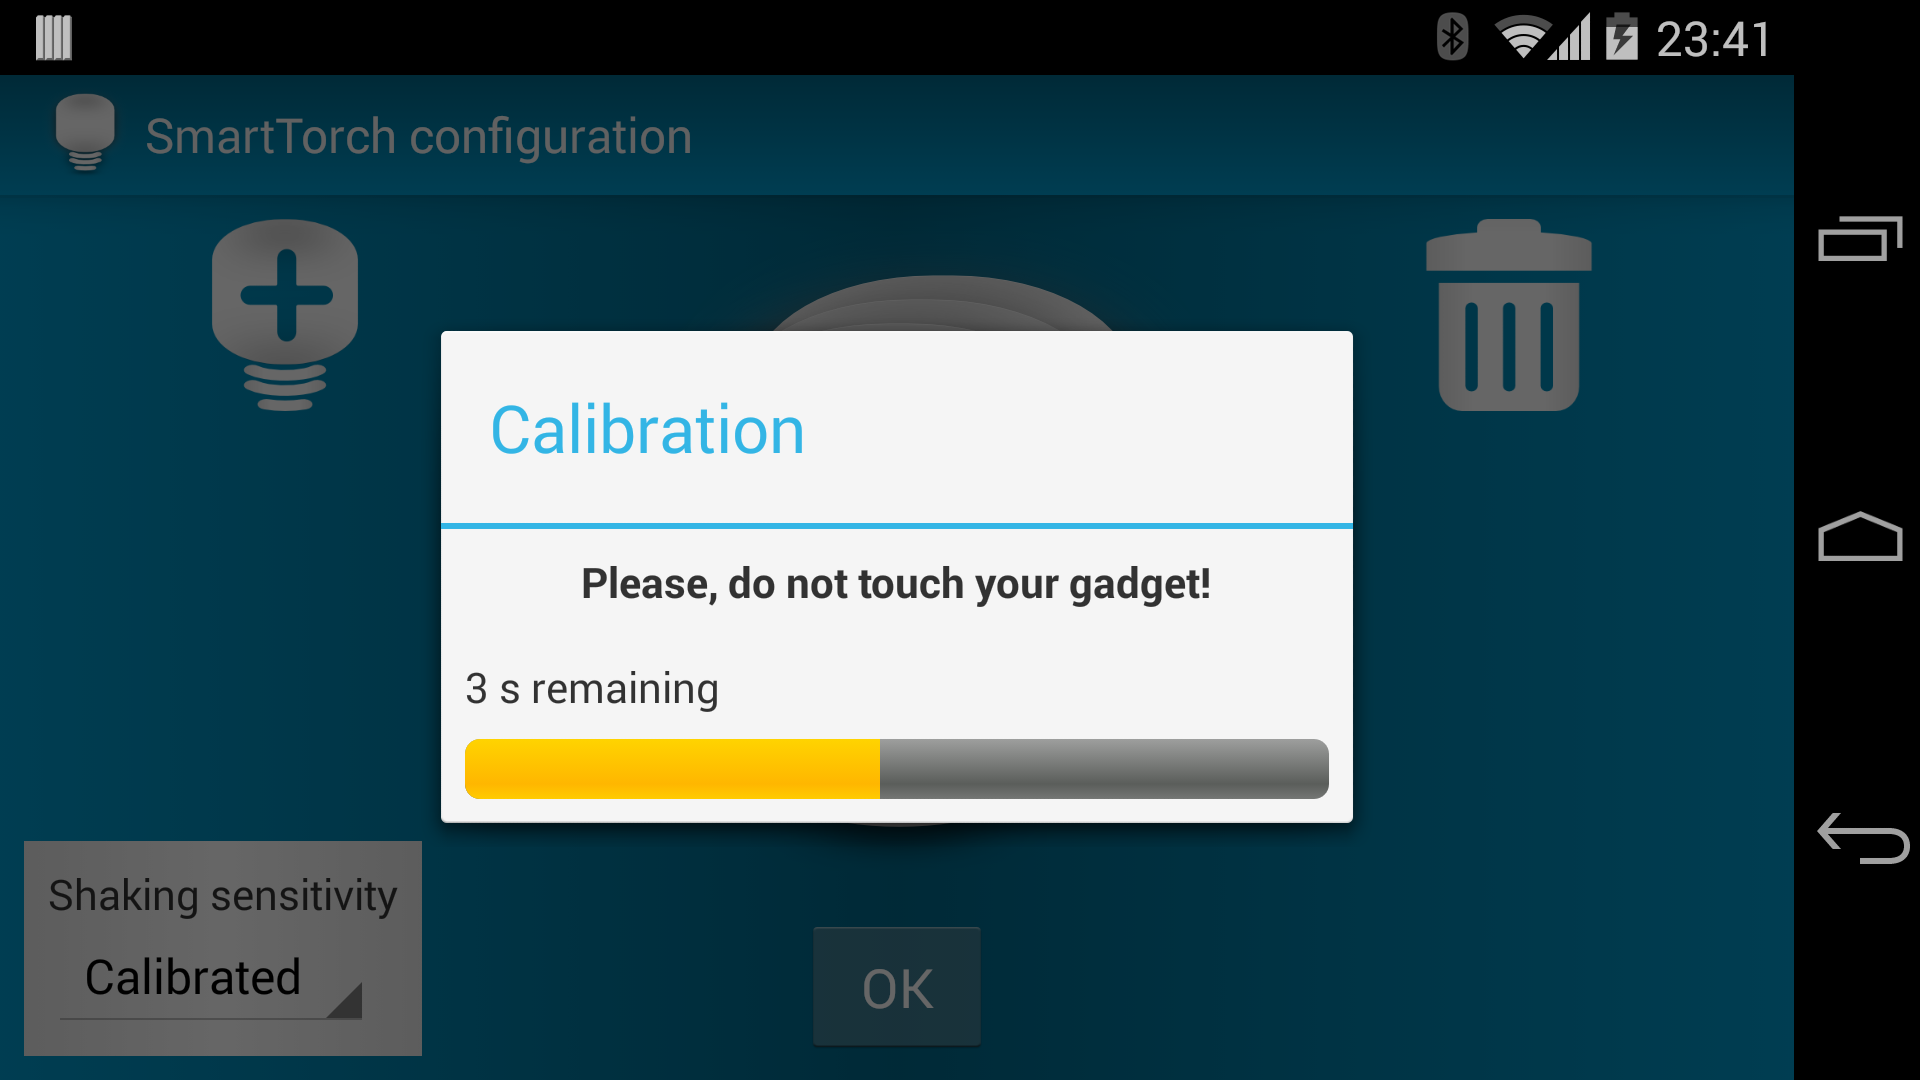 23:41
SmartTorch configuration
Calibration
Please, do not touch your gadget!
3 s remaining
Shaking sensitivity
Calibrated
OK